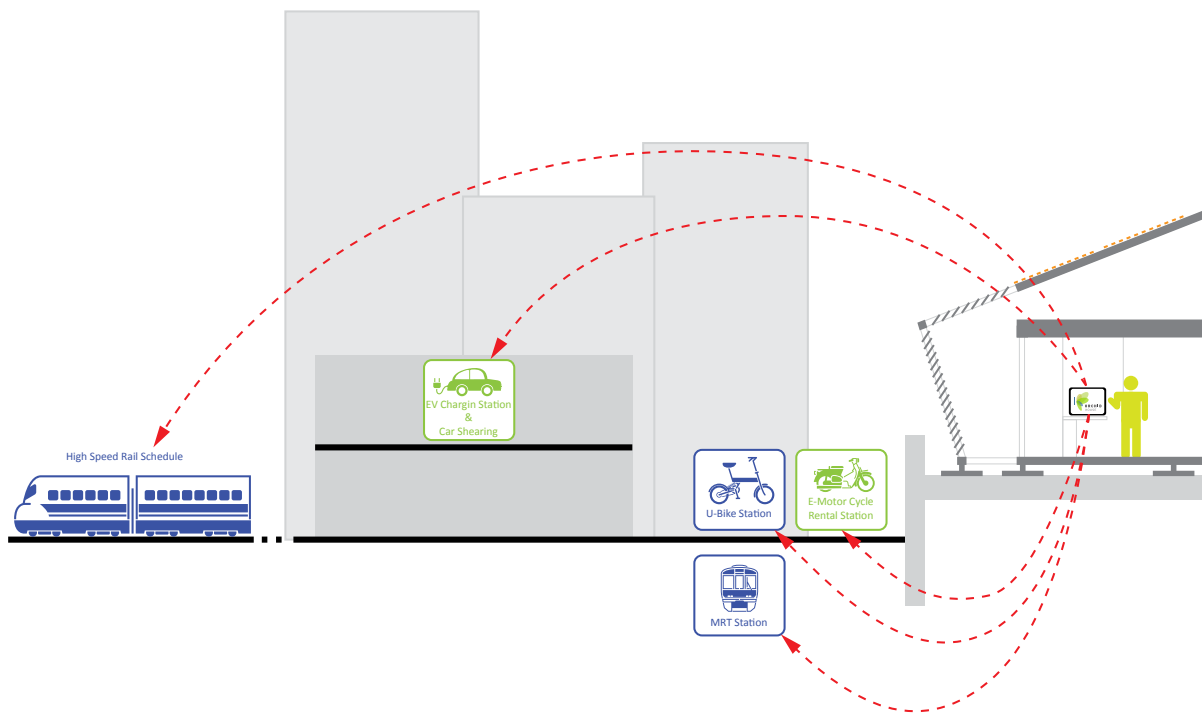 High Speed Rail Schedule
EV Chargin Station
&
Car Shearing
U-Bike Station
E-Motor Cycle
Rental Station
MRT Station